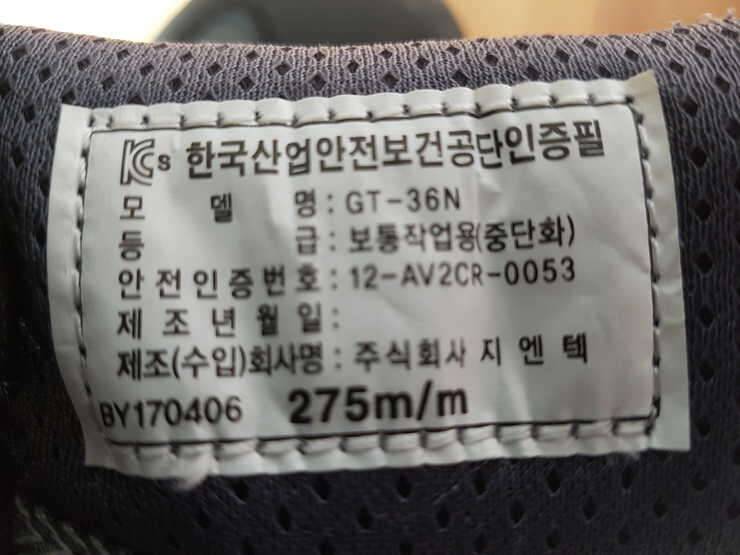 KCs 한국산업안전보건공단인증필
모 델 명 : GT-36N
등 급 : 보통작업용(중단화)
안전인증번호 : 12-AV2CR-0053
제 조 년 월 일 :
제조(수입)회사명 : 주식회사 지 엔 텍
BY170406 275m/m